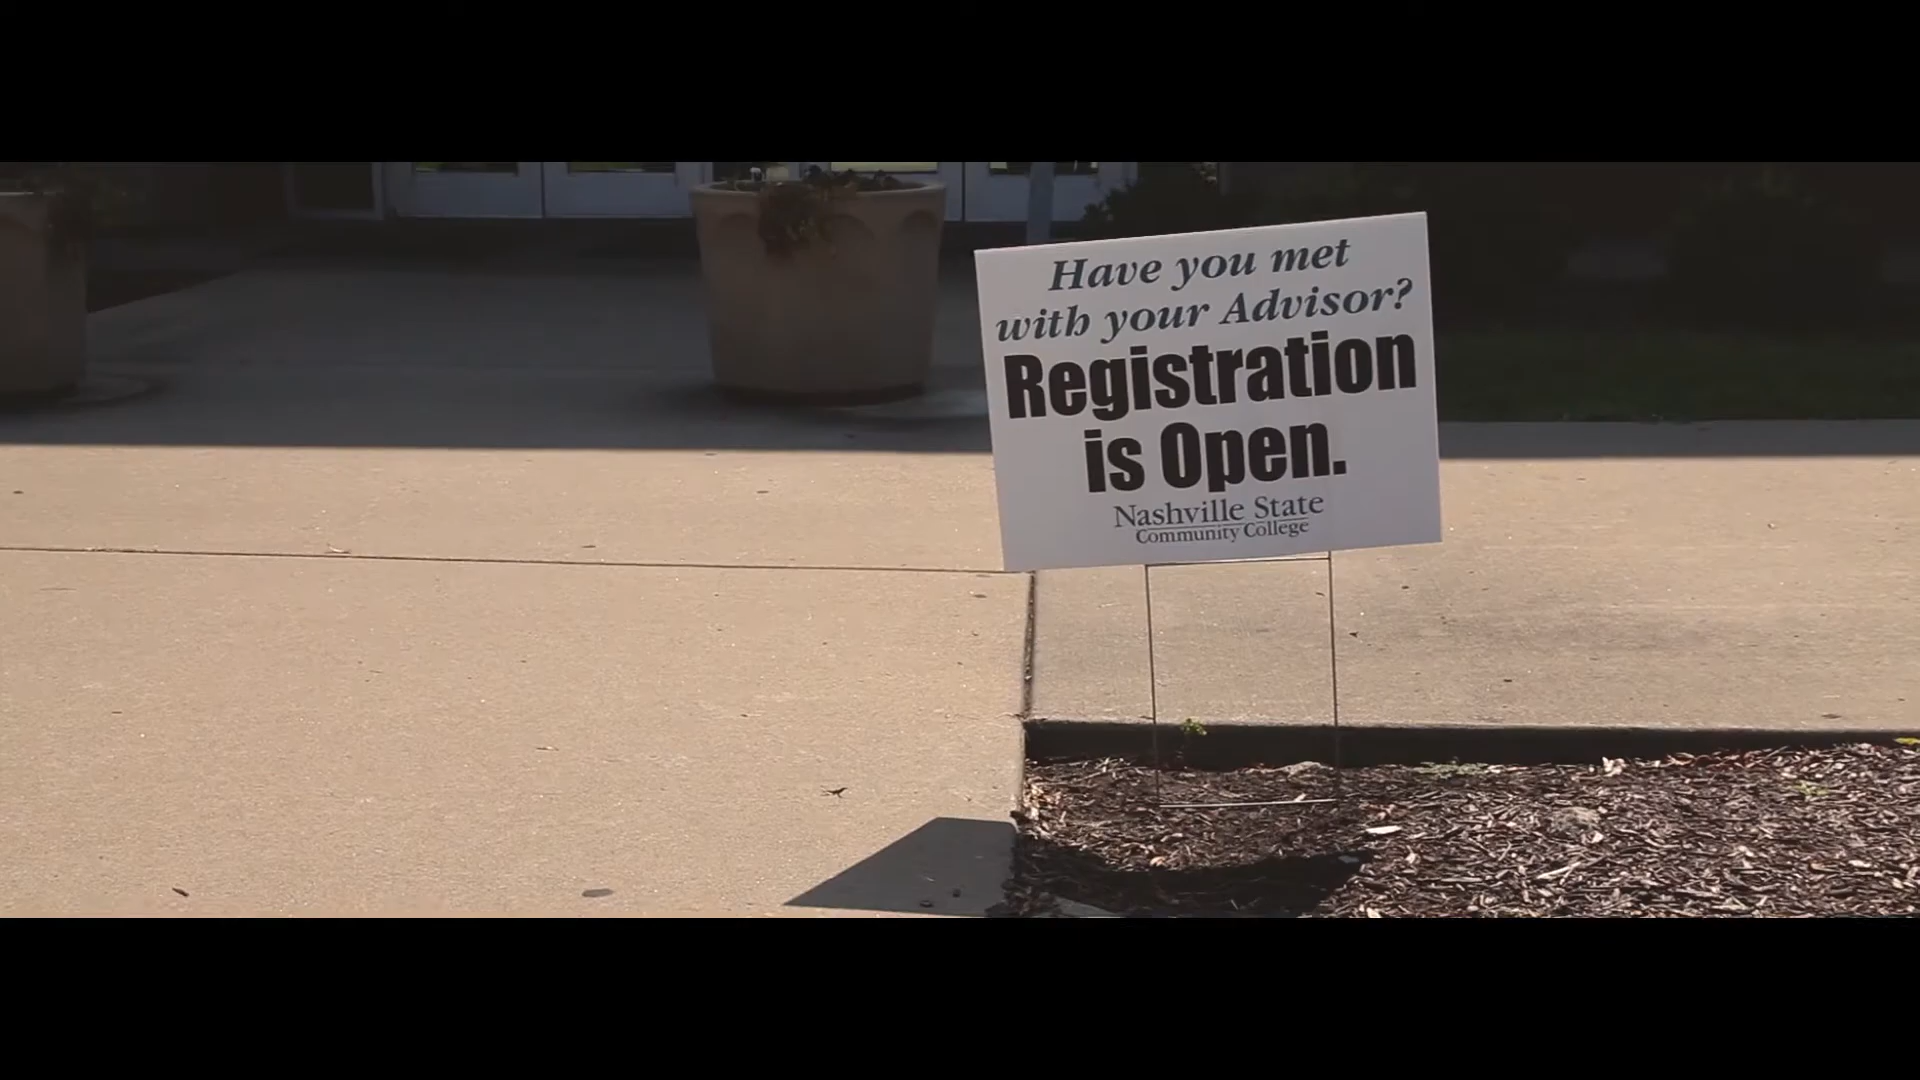 Have you met
with your Advisor?
Registration
is Open.
Nashville State
Community College